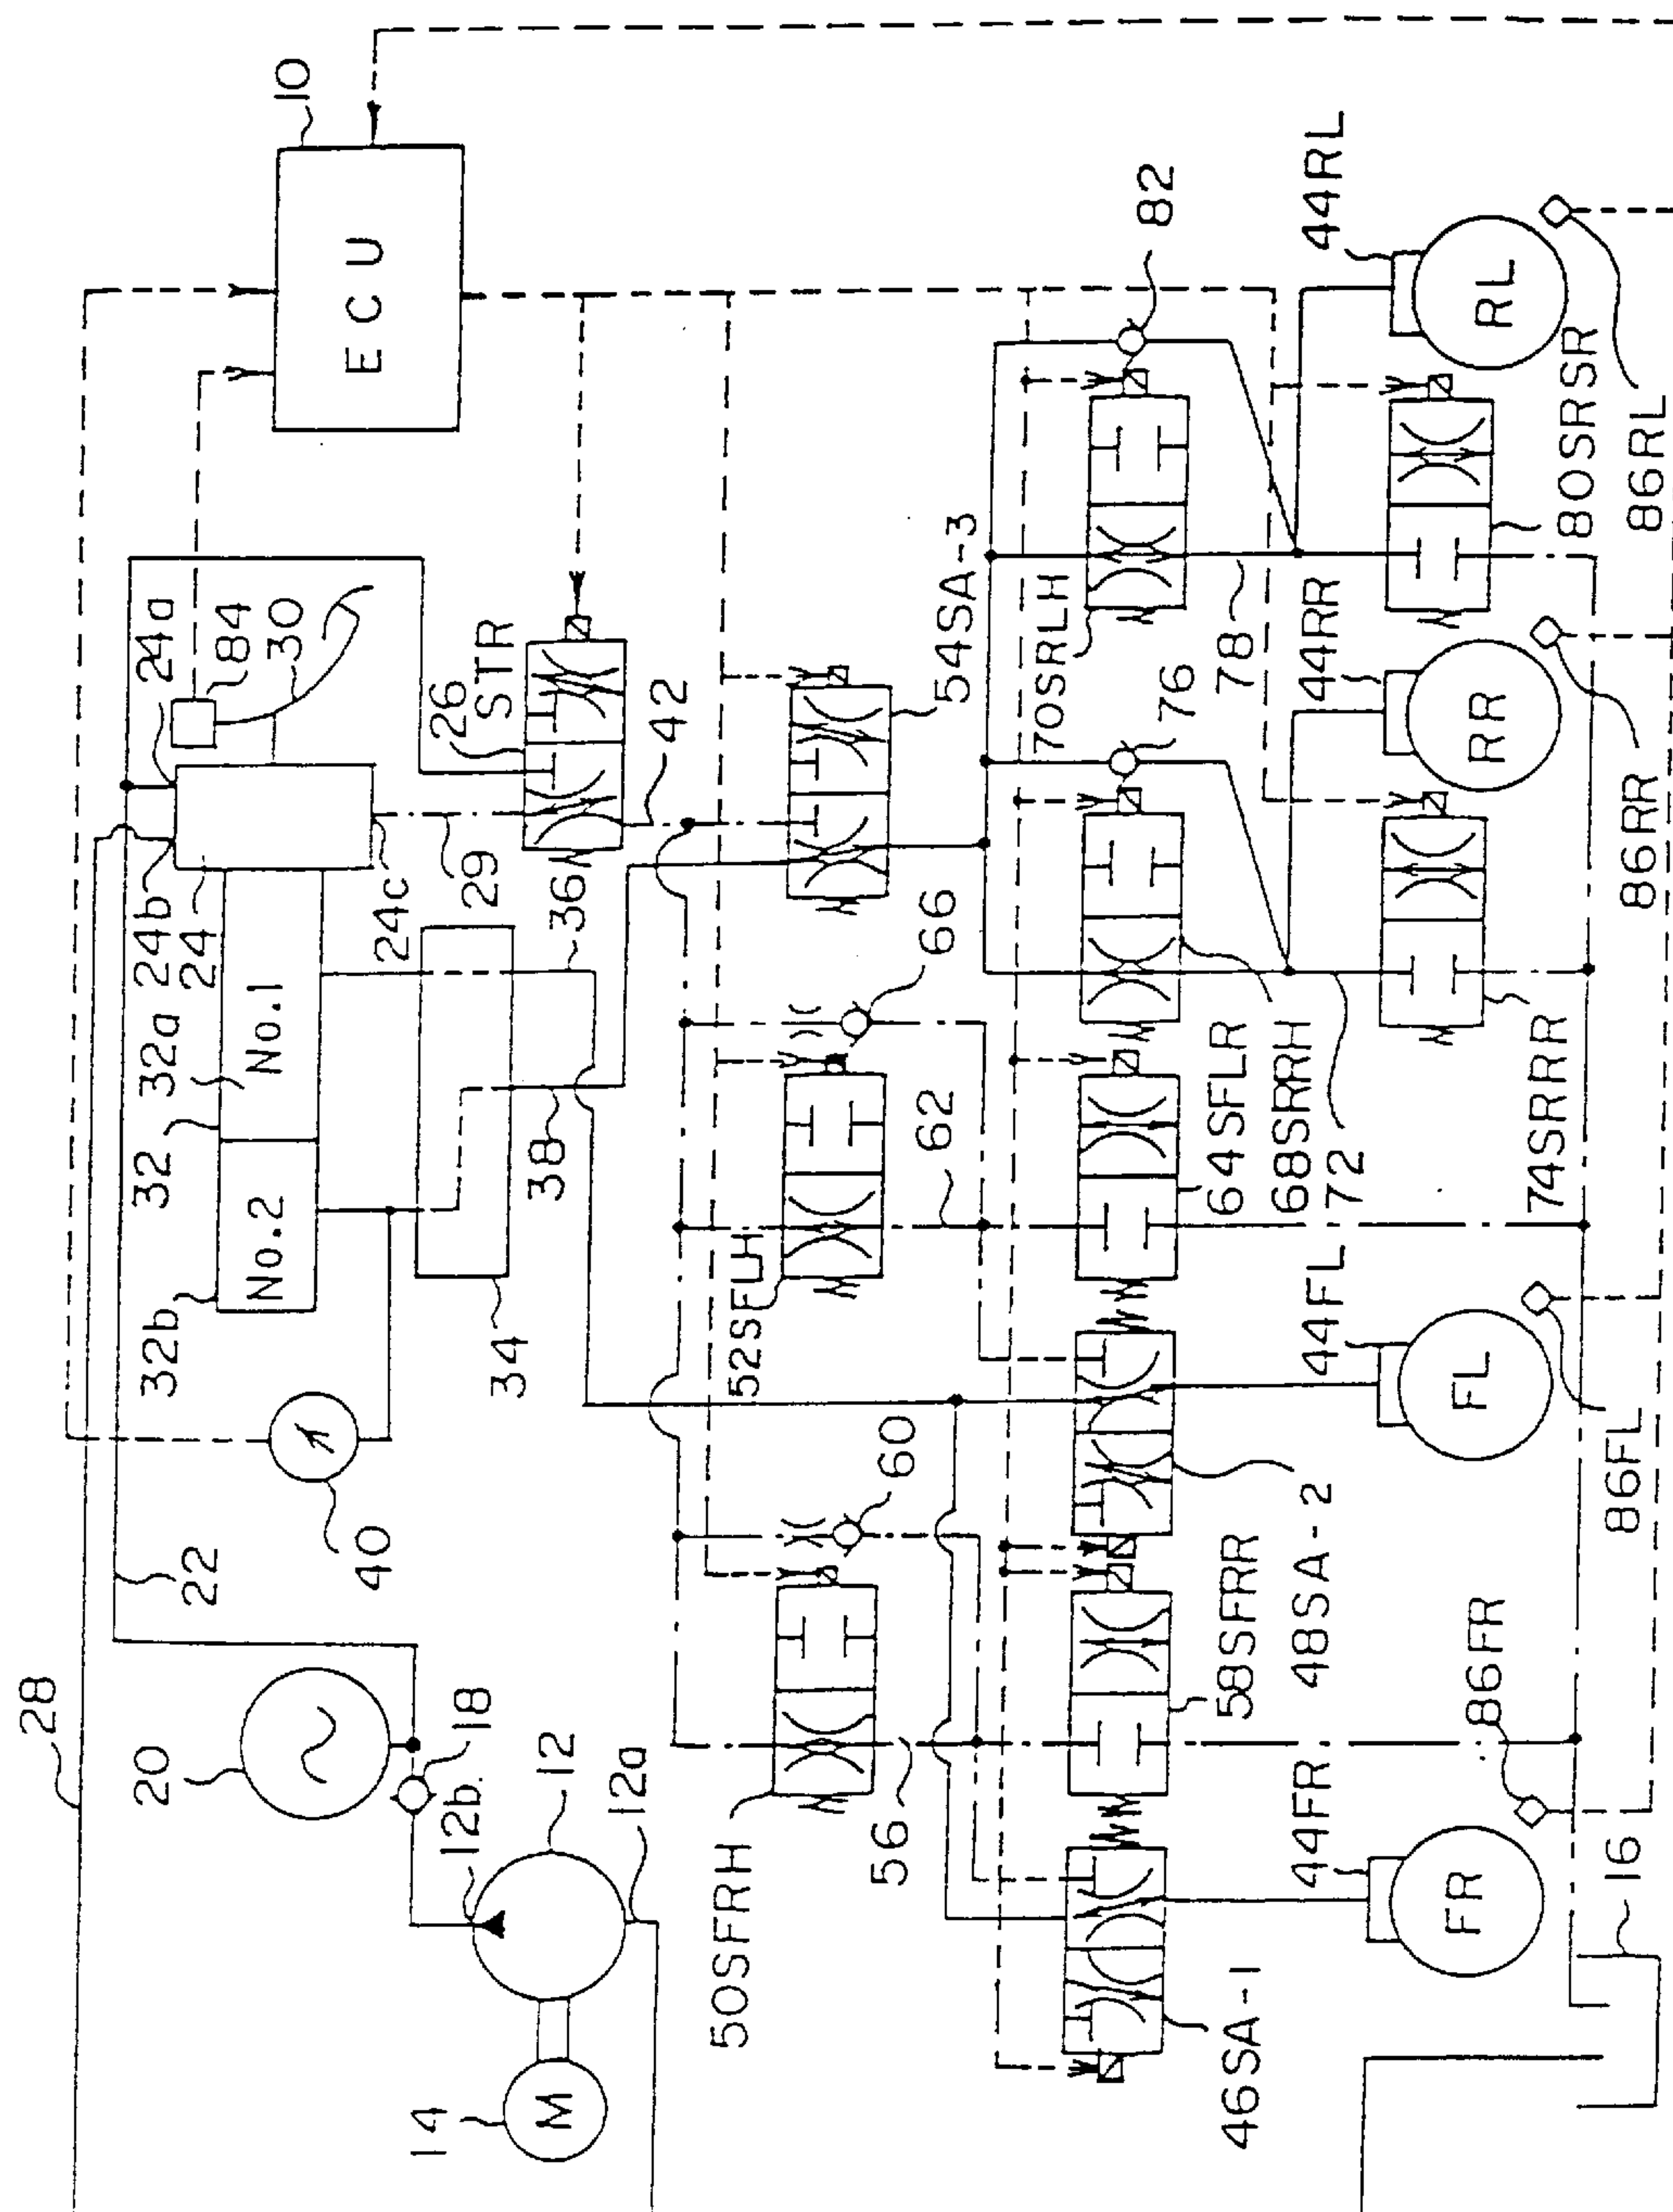 28
20
22
18
12b.
12
12a
14
M
40
32b
32
32a
24
24b
24a
No.2
No.1
24c
29
184
30
10
ECU
26
STR
36
42
34
38
50SFRH
60
52SFLH
66
62
54SA-3
56
46SA-1
58SFRR
48SA-2
64SFLR
68SRRH
72
76
70SRLH
78
82
74SRRR
80SRSR
44FR
FR
86FR
44FL
FL
86FL
44RR
RR
86RR
44RL
RL
86RL
16